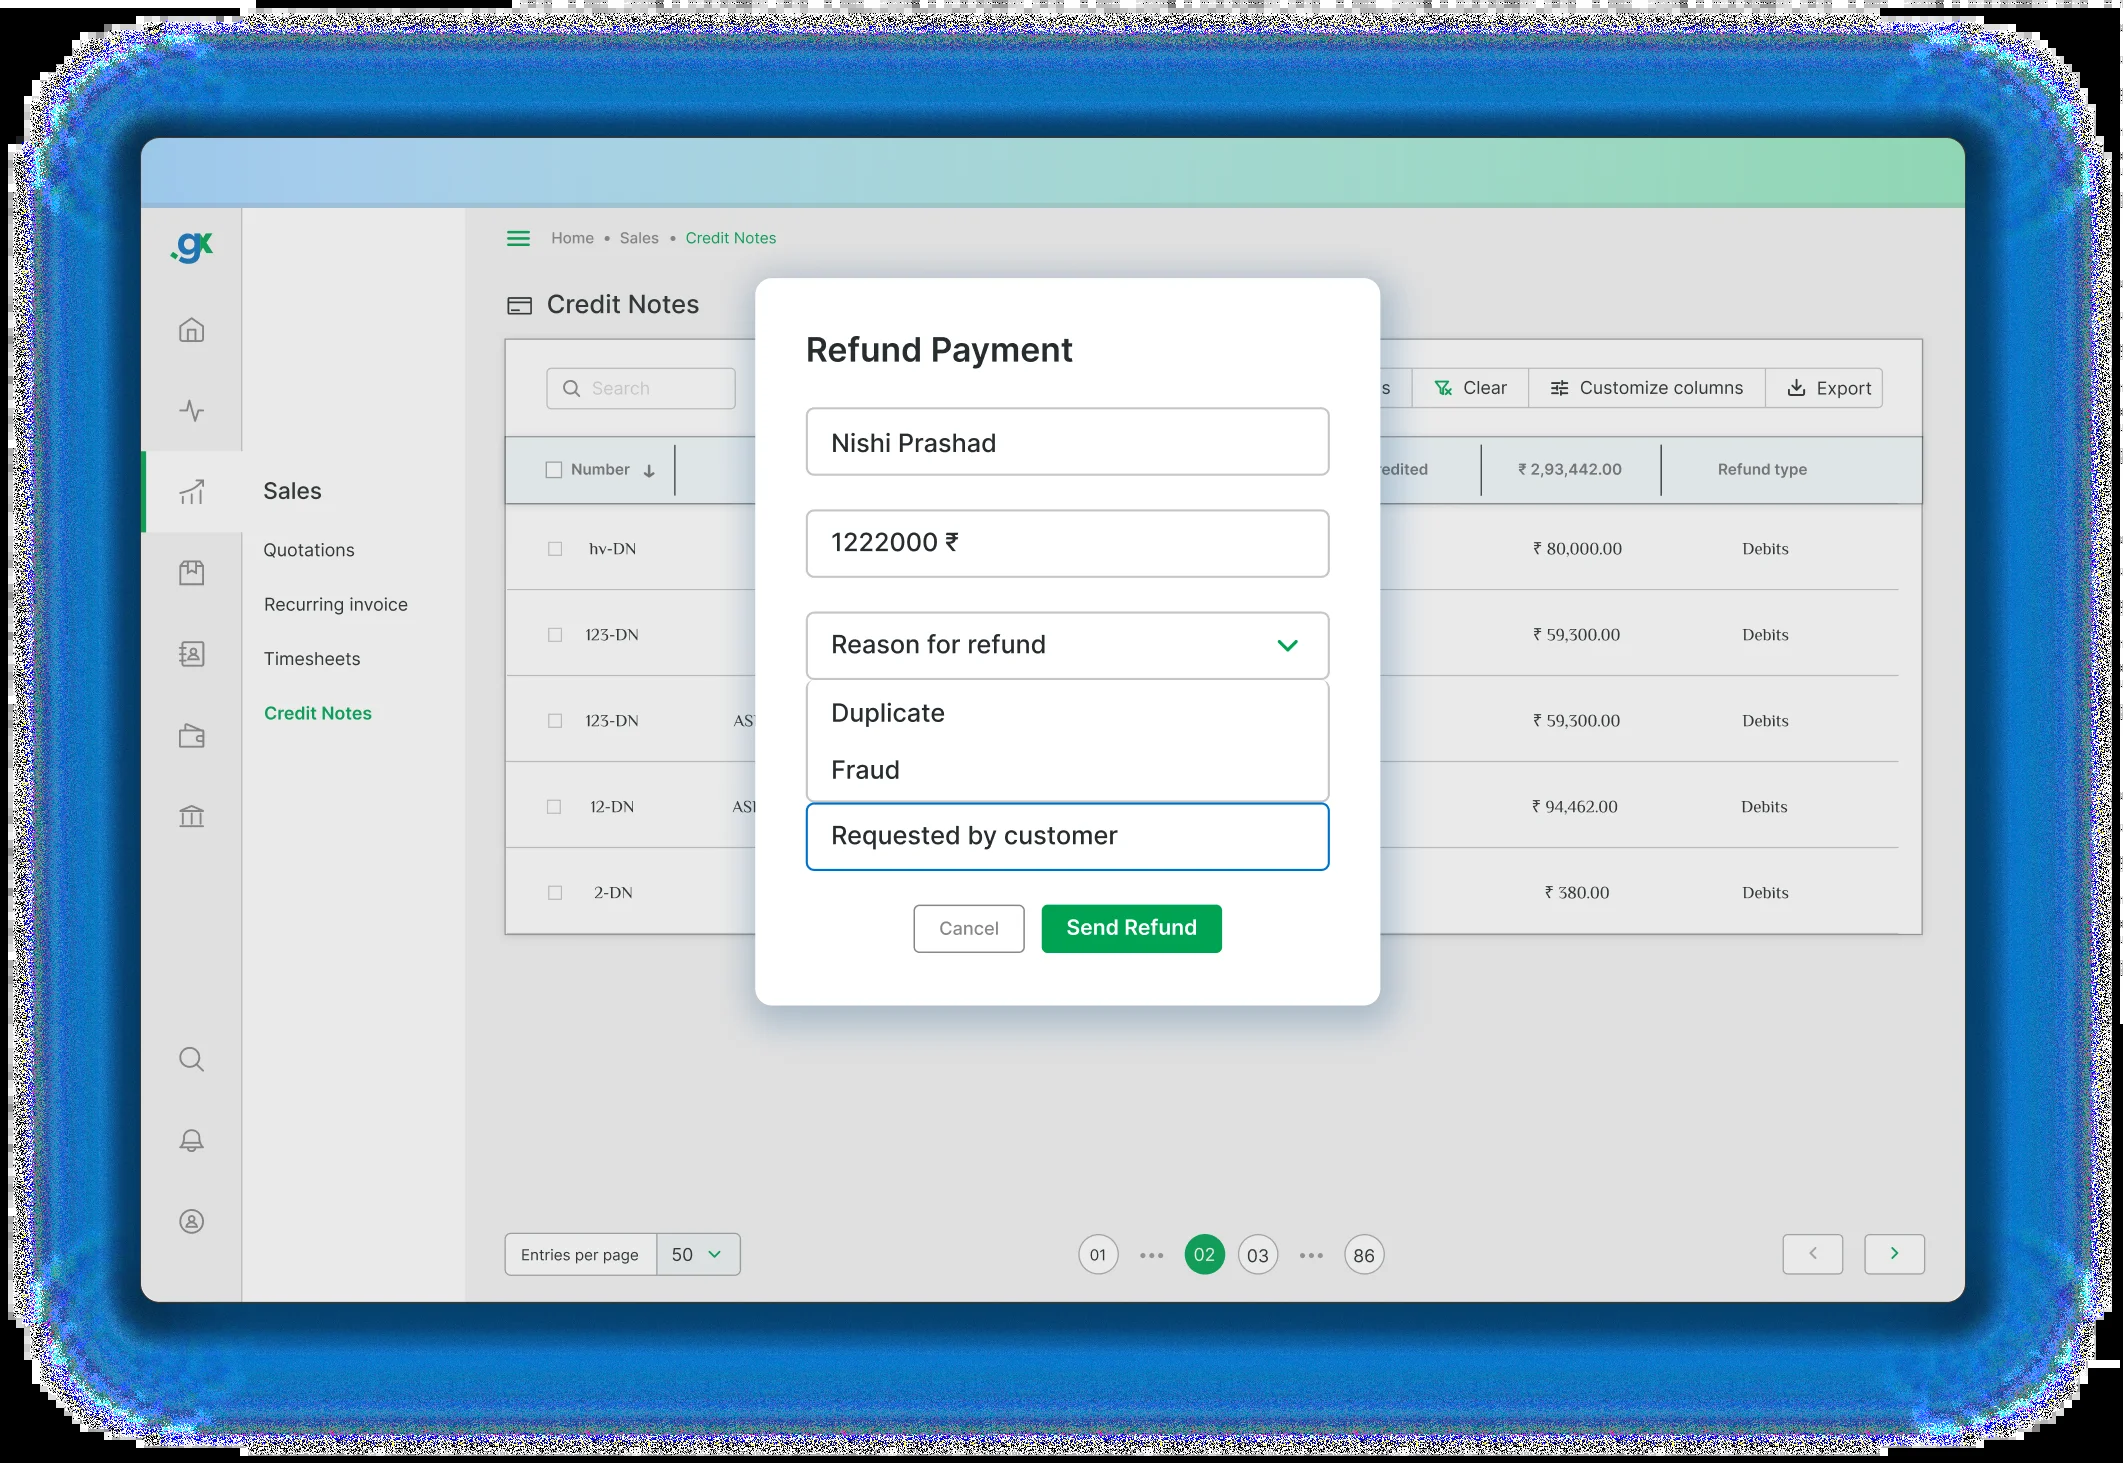 .gx
Home • Sales • Credit Notes
Credit Notes
Search
s
Clear
Customize columns
Export
Number
edited
₹ 2,93,442.00
Refund type
Sales
Quotations
Recurring invoice
Timesheets
Credit Notes
hv-DN
₹ 80,000.00
Debits
123-DN
₹ 59,300.00
Debits
123-DN
AS
₹ 59,300.00
Debits
12-DN
AS
₹ 94,462.00
Debits
2-DN
₹ 380.00
Debits
Refund Payment
Nishi Prashad
1222000 ₹
Reason for refund
Duplicate
Fraud
Requested by customer
Cancel
Send Refund
Entries per page
50
01 ••• 02 03 ••• 86